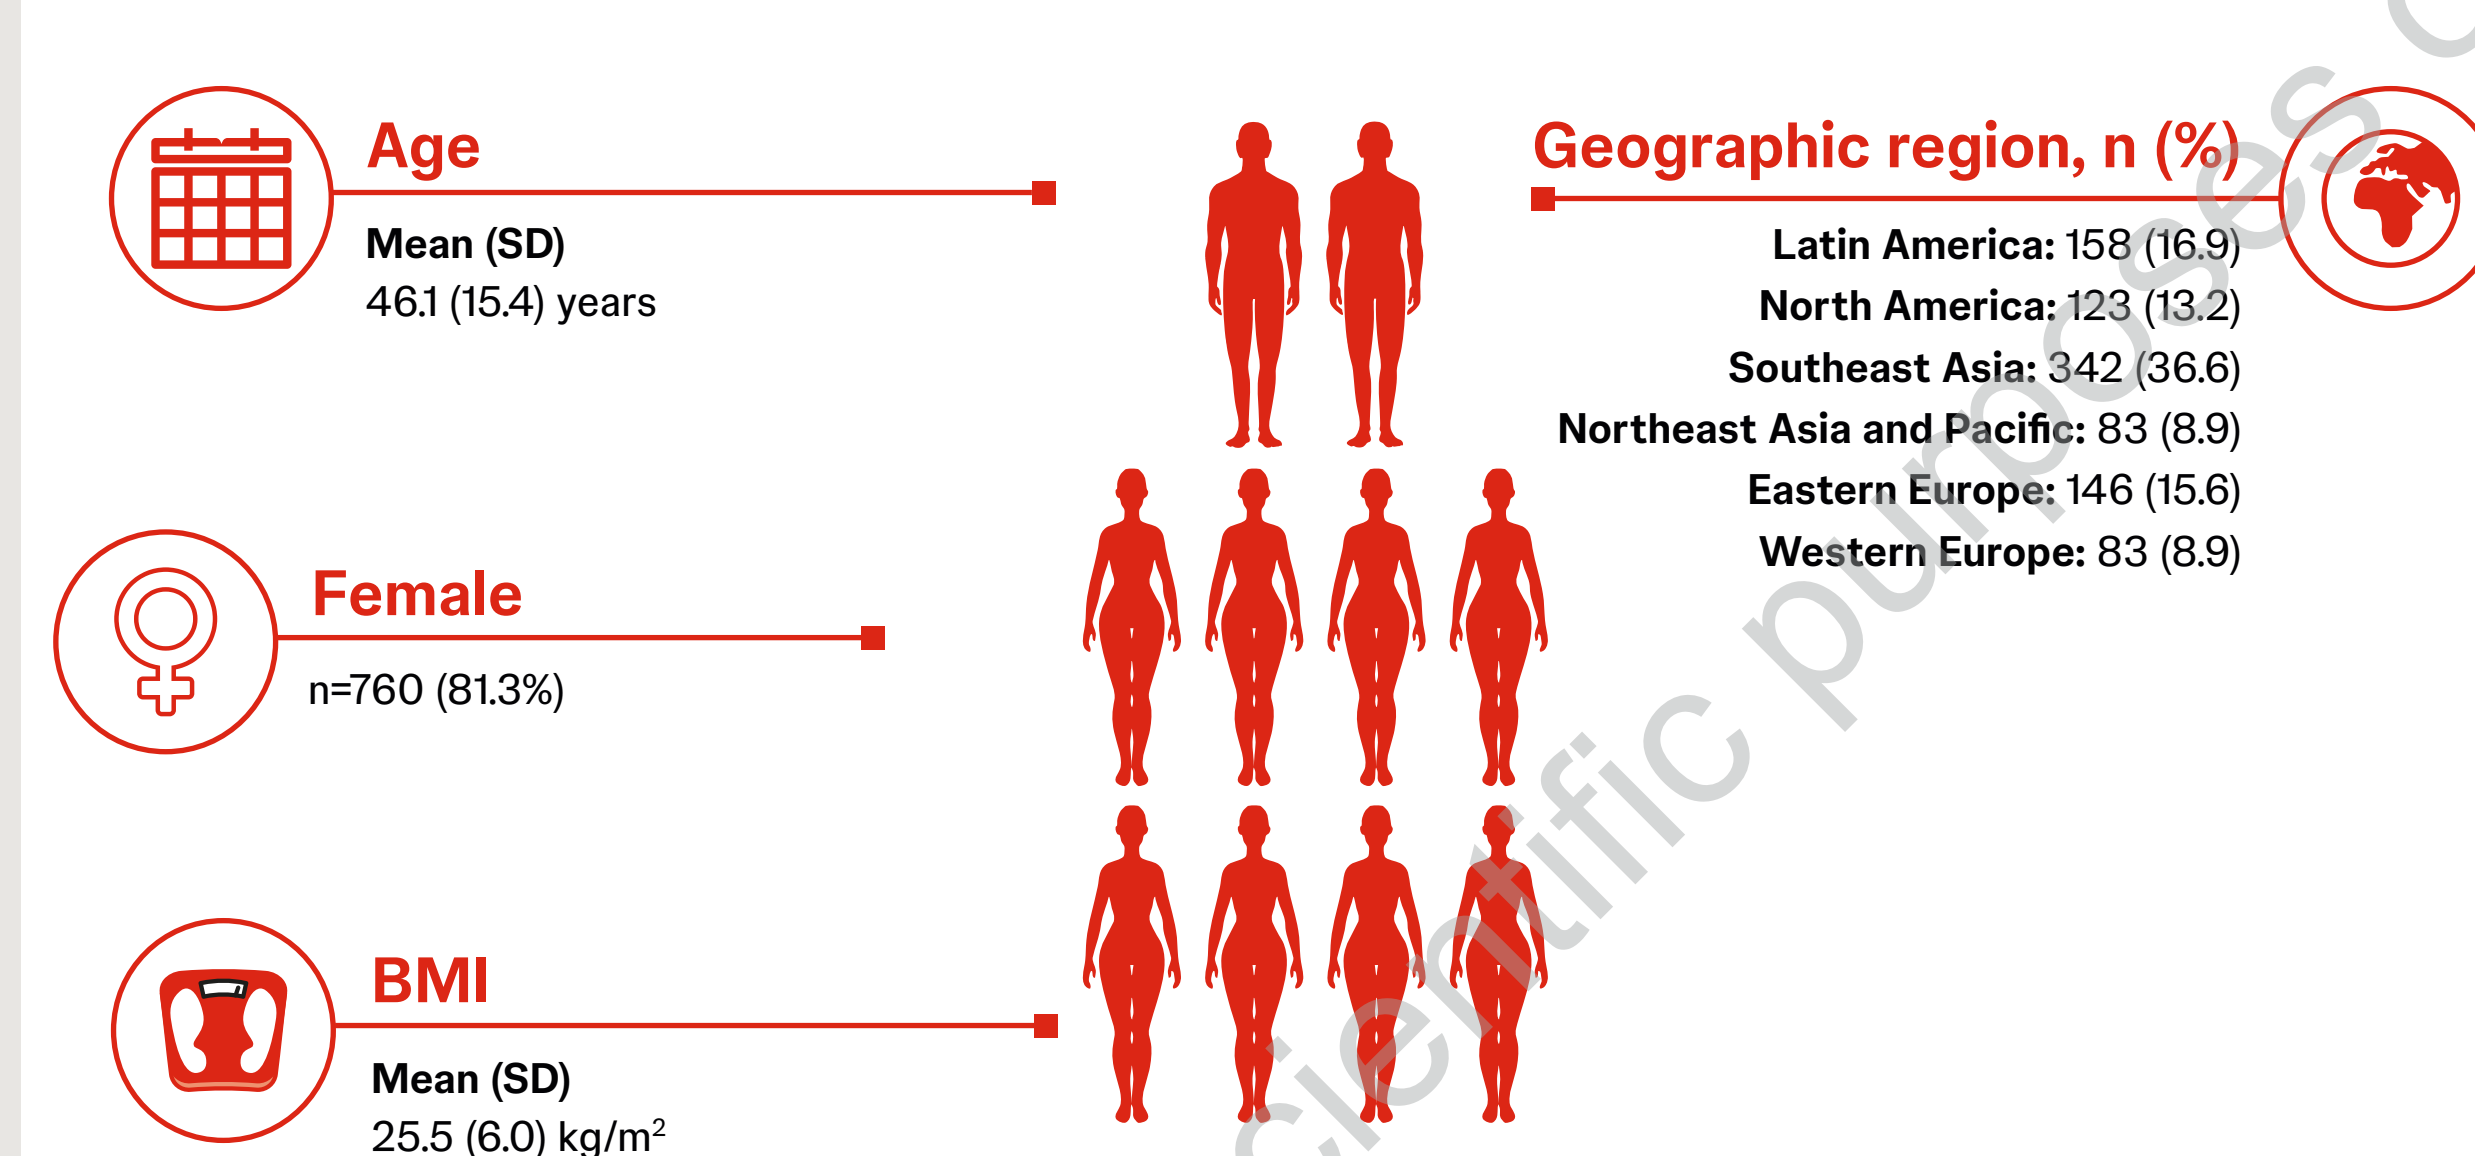 Age
Mean (SD)
46.1 (15.4) years
Female
n=760 (81.3%)
BMI
Mean (SD)
25.5 (6.0) kg/m²
Geographic region, n (%)
Latin America: 158 (16.9)
North America: 123 (13.2)
Southeast Asia: 342 (36.6)
Northeast Asia and Pacific: 83 (8.9)
Eastern Europe: 146 (15.6)
Western Europe: 83 (8.9)
purposes